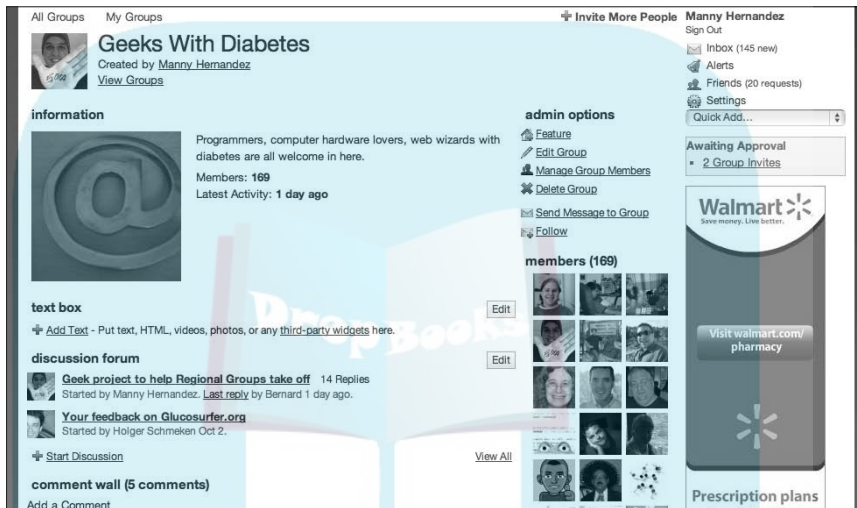 All Groups My Groups
Invite More People
Geeks With Diabetes
Created by Manny Hernandez
View Groups
information
Programmers, computer hardware lovers, web wizards with
diabetes are all welcome in here.
Members: 169
Latest Activity: 1 day ago
text box
Edit
Add Text - Put text, HTML, videos, photos, or any third-party widgets here.
discussion forum
Edit
Geek project to help Regional Groups take off 14 Replies
Started by Manny Hernandez. Last reply by Bernard 1 day ago.
Your feedback on Glucosurfer.org
Started by Holger Schmeken Oct 2.
Start Discussion
View All
comment wall (5 comments)
Add a Comment
admin options
Feature
Edit Group
Manage Group Members
Delete Group
Send Message to Group
Follow
members (169)
Manny Hernandez
Sign Out
Inbox (145 new)
Alerts
Friends (20 requests)
Settings
Quick Add...
Awaiting Approval
2 Group Invites
Walmart
Save money. Live better.
Visit walmart.com/
pharmacy
Prescription plans
DropBooks